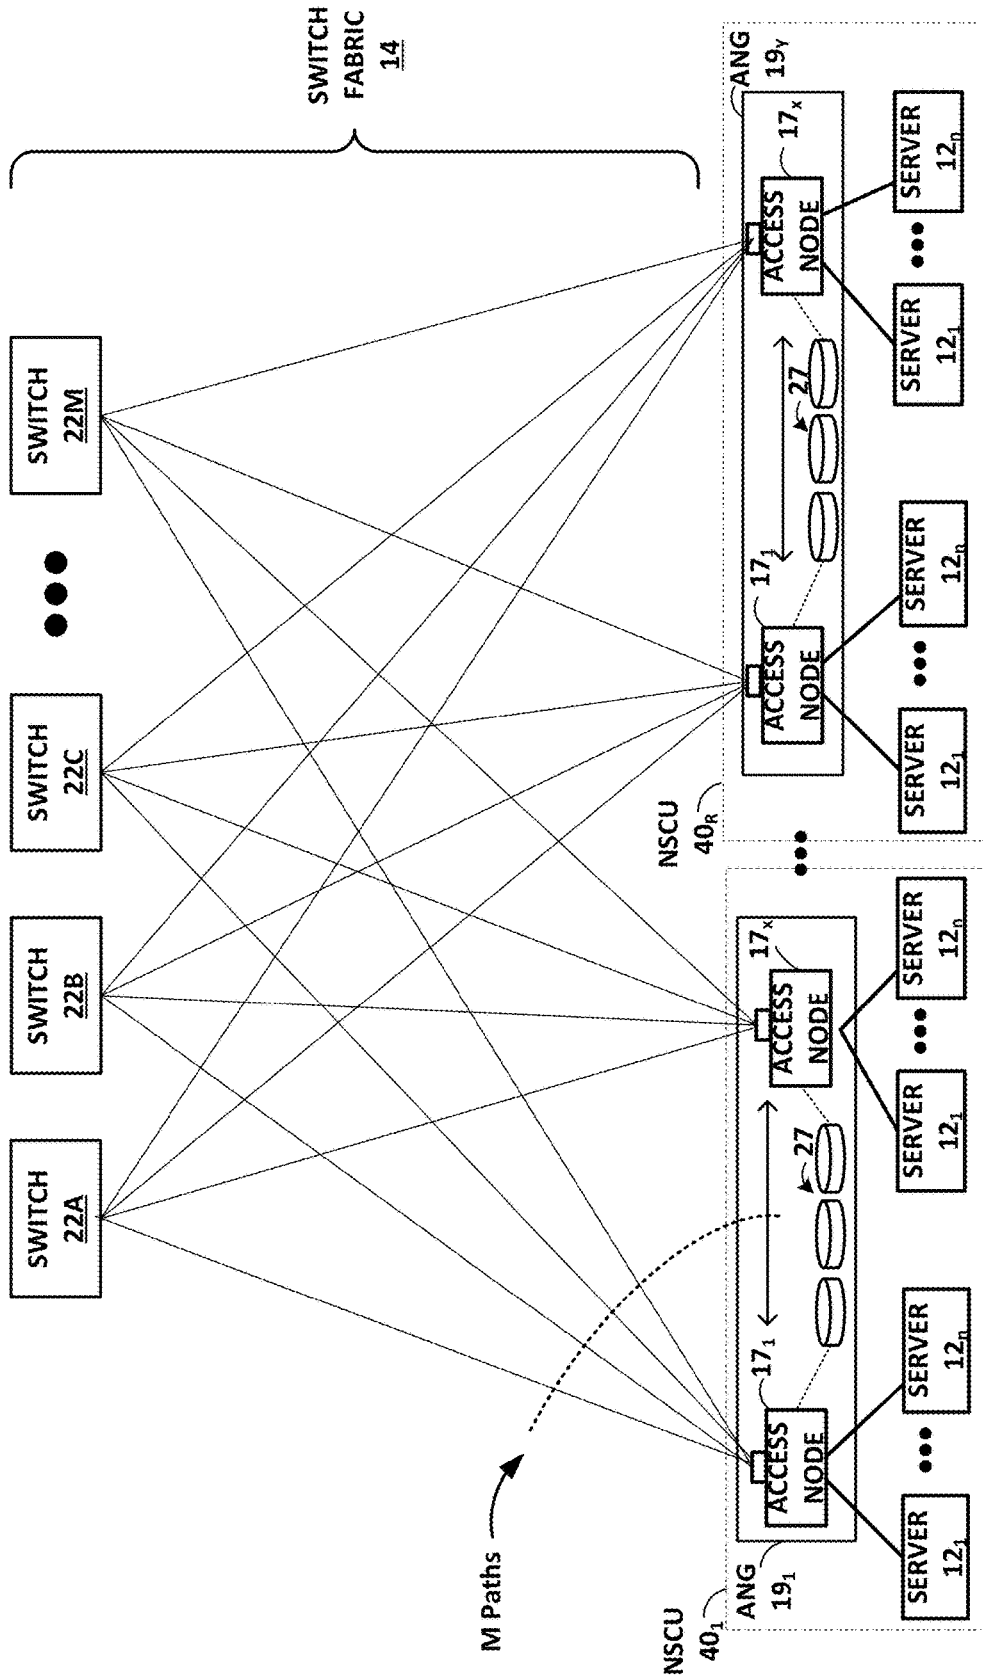 SWITCH
22A
SWITCH
22B
SWITCH
22C
SWITCH
22M
SWITCH
FABRIC
14
M Paths
NSCU
40₁
ANG
19₁
ACCESS
NODE
17₁
27
ACCESS
NODE
17ₓ
SERVER
12₁
SERVER
12ₙ
SERVER
12₁
SERVER
12ₙ
NSCU
40R
ANG
19Y
ACCESS
NODE
17₁
27
ACCESS
NODE
17ₓ
SERVER
12₁
SERVER
12ₙ
SERVER
12₁
SERVER
12ₙ